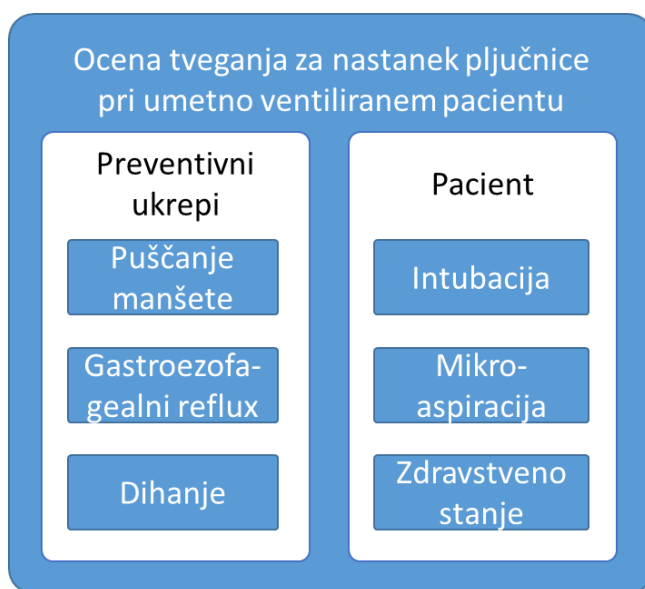 Ocena tveganja za nastanek pljučnice
pri umetno ventiliranem pacientu
Preventivni
ukrepi
Puščanje
manšete
Gastroezofa-
gealni reflux
Dihanje
Pacient
Intubacija
Mikro-
aspiracija
Zdravstveno
stanje